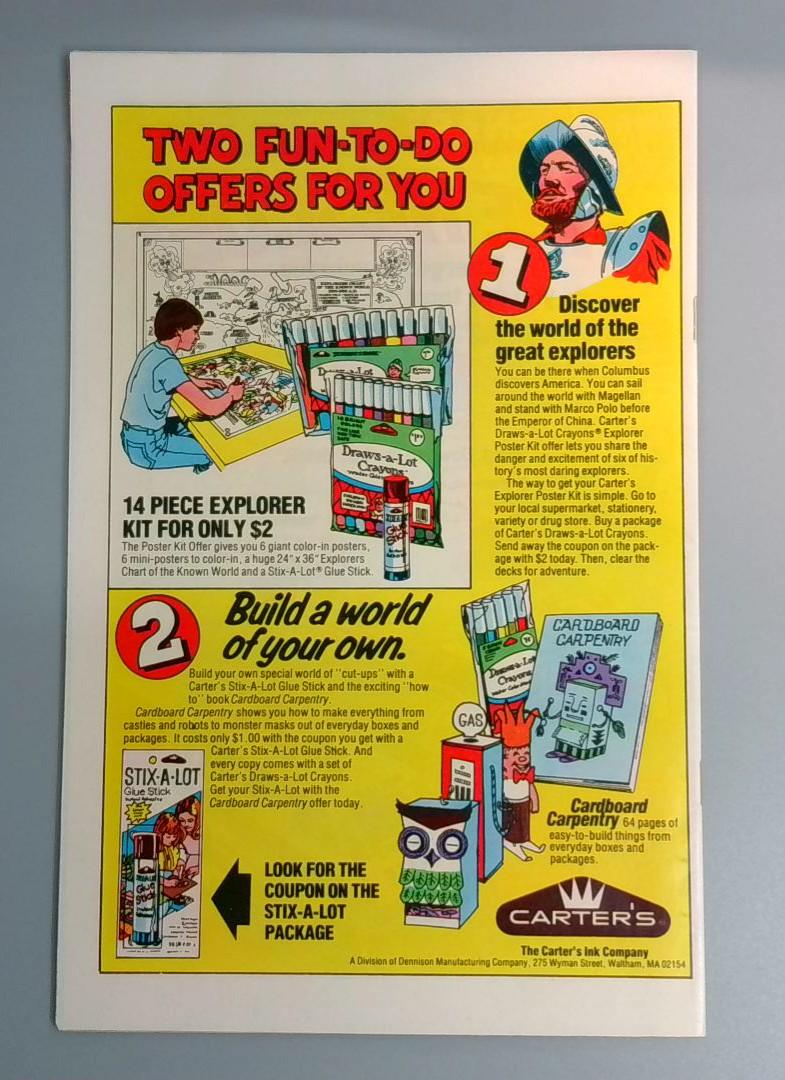 TWO FUN-TO-DO
OFFERS FOR YOU
1
Discover
the world of the
great explorers
You can be there when Columbus
discovers America. You can sail
around the world with Magellan
and stand with Marco Polo before
the Emperor of China. Carter's
Draws-a-Lot Crayons® Explorer
Poster Kit offer lets you share the
danger and excitement of six of his-
tory's most daring explorers.
The way to get your Carter's
Explorer Poster Kit is simple. Go to
your local supermarket, stationery,
variety or drug store. Buy a package
of Carter's Draws-a-Lot Crayons.
Send away the coupon on the pack-
age with $2 today. Then, clear the
decks for adventure.
Draws-a-Lot
Draws-a-Lot
Crayons
Glue
Stick
14 PIECE EXPLORER
KIT FOR ONLY $2
The Poster Kit Offer gives you 6 giant color-in posters,
6 mini-posters to color-in, a huge 24" x 36" Explorers
Chart of the Known World and a Stix-A-Lot® Glue Stick.
2
Build a world
of your own.
Build your own special world of "cut-ups" with a
Carter's Stix-A-Lot Glue Stick and the exciting "how
to" book Cardboard Carpentry.
Cardboard Carpentry shows you how to make everything from
castles and robots to monster masks out of everyday boxes and
packages. It costs only $1.00 with the coupon you get with a
Carter's Stix-A-Lot Glue Stick. And
every copy comes with a set of
Carter's Draws-a-Lot Crayons.
Get your Stix-A-Lot with the
Cardboard Carpentry offer today.
STIX-A-LOT
Glue Stick
Glue
Stick
LOOK FOR THE
COUPON ON THE
STIX-A-LOT
PACKAGE
Draws-a-Lot
Crayons
CARDBOARD
CARPENTRY
GAS
Cardboard
Carpentry 64 pages of
easy-to-build things from
everyday boxes and
packages.
CARTER'S
The Carter's Ink Company
A Division of Dennison Manufacturing Company, 275 Wyman Street, Waltham, MA 02154